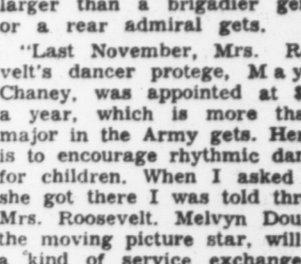 larger than a brigadier gen
or a rear admiral gets.
"Last November, Mrs. R
velt's dancer protege, May
Chaney, was appointed at $
a year, which is more tha
major in the Army gets. Her
is to encourage rhythmic dan
for children. When I asked
she got there I was told thr
Mrs. Roosevelt. Melvyn Dou
the moving picture star, will
a kind of service exchange